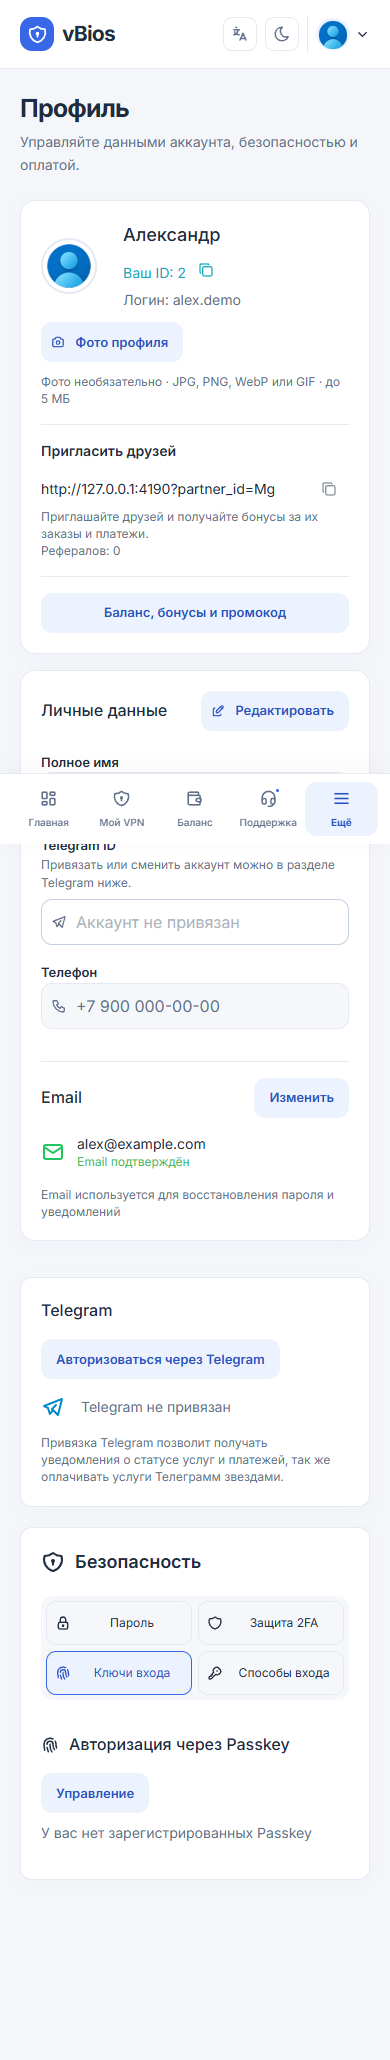 vBios
Профиль
Управляйте данными аккаунта, безопасностью и
оплатой.
Александр
Ваш ID: 2
Логин: alex.demo
Фото профиля
Фото необязательно · JPG, PNG, WebP или GIF · до
5 МБ
Пригласить друзей
http://127.0.0.1:4190?partner_id=Mg
Приглашайте друзей и получайте бонусы за их
заказы и платежи.
Рефералов: 0
Баланс, бонусы и промокод
Личные данные
Редактировать
Полное имя
Главная
Мой VPN
Баланс
Поддержка
Ещё
Telegram ID
Привязать или сменить аккаунт можно в разделе
Telegram ниже.
Аккаунт не привязан
Телефон
+7 900 000-00-00
Email
Изменить
alex@example.com
Email подтверждён
Email используется для восстановления пароля и
уведомлений
Telegram
Авторизоваться через Telegram
Telegram не привязан
Привязка Telegram позволит получать
уведомления о статусе услуг и платежей, так же
оплачивать услуги Телеграмм звездами.
Безопасность
Пароль
Защита 2FA
Ключи входа
Способы входа
Авторизация через Passkey
Управление
У вас нет зарегистрированных Passkey